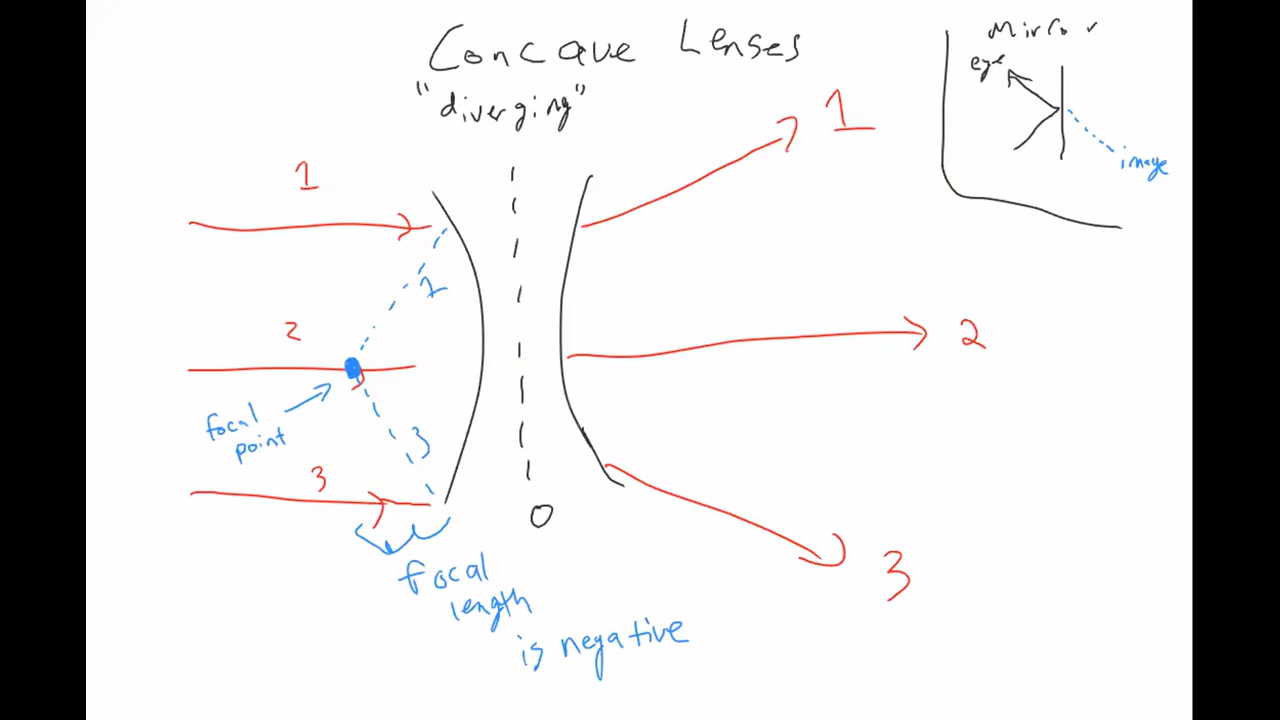 Concave Lenses
"diverging"
Mirror
eye
image
1
1
1
2
2
focal
point
3
3
0
focal
length
is negative
3